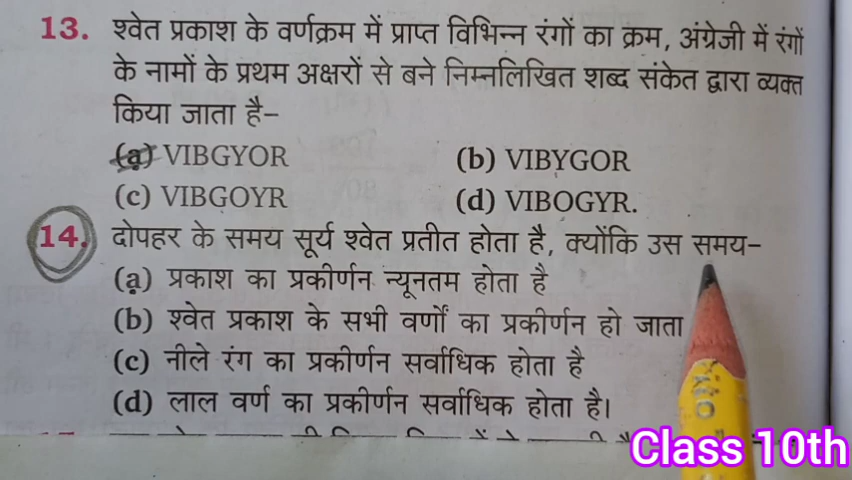 13. श्वेत प्रकाश के वर्णक्रम में प्राप्त विभिन्न रंगों का क्रम, अंग्रेजी में रंगों
के नामों के प्रथम अक्षरों से बने निम्नलिखित शब्द संकेत द्वारा व्यक्त
किया जाता है–
(a) VIBGYOR (b) VIBYGOR
(c) VIBGOYR (d) VIBOGYR.
14. दोपहर के समय सूर्य श्वेत प्रतीत होता है, क्योंकि उस समय–
(a) प्रकाश का प्रकीर्णन न्यूनतम होता है
(b) श्वेत प्रकाश के सभी वर्णों का प्रकीर्णन हो जाता
(c) नीले रंग का प्रकीर्णन सर्वाधिक होता है
(d) लाल वर्ण का प्रकीर्णन सर्वाधिक होता है।
Class 10th